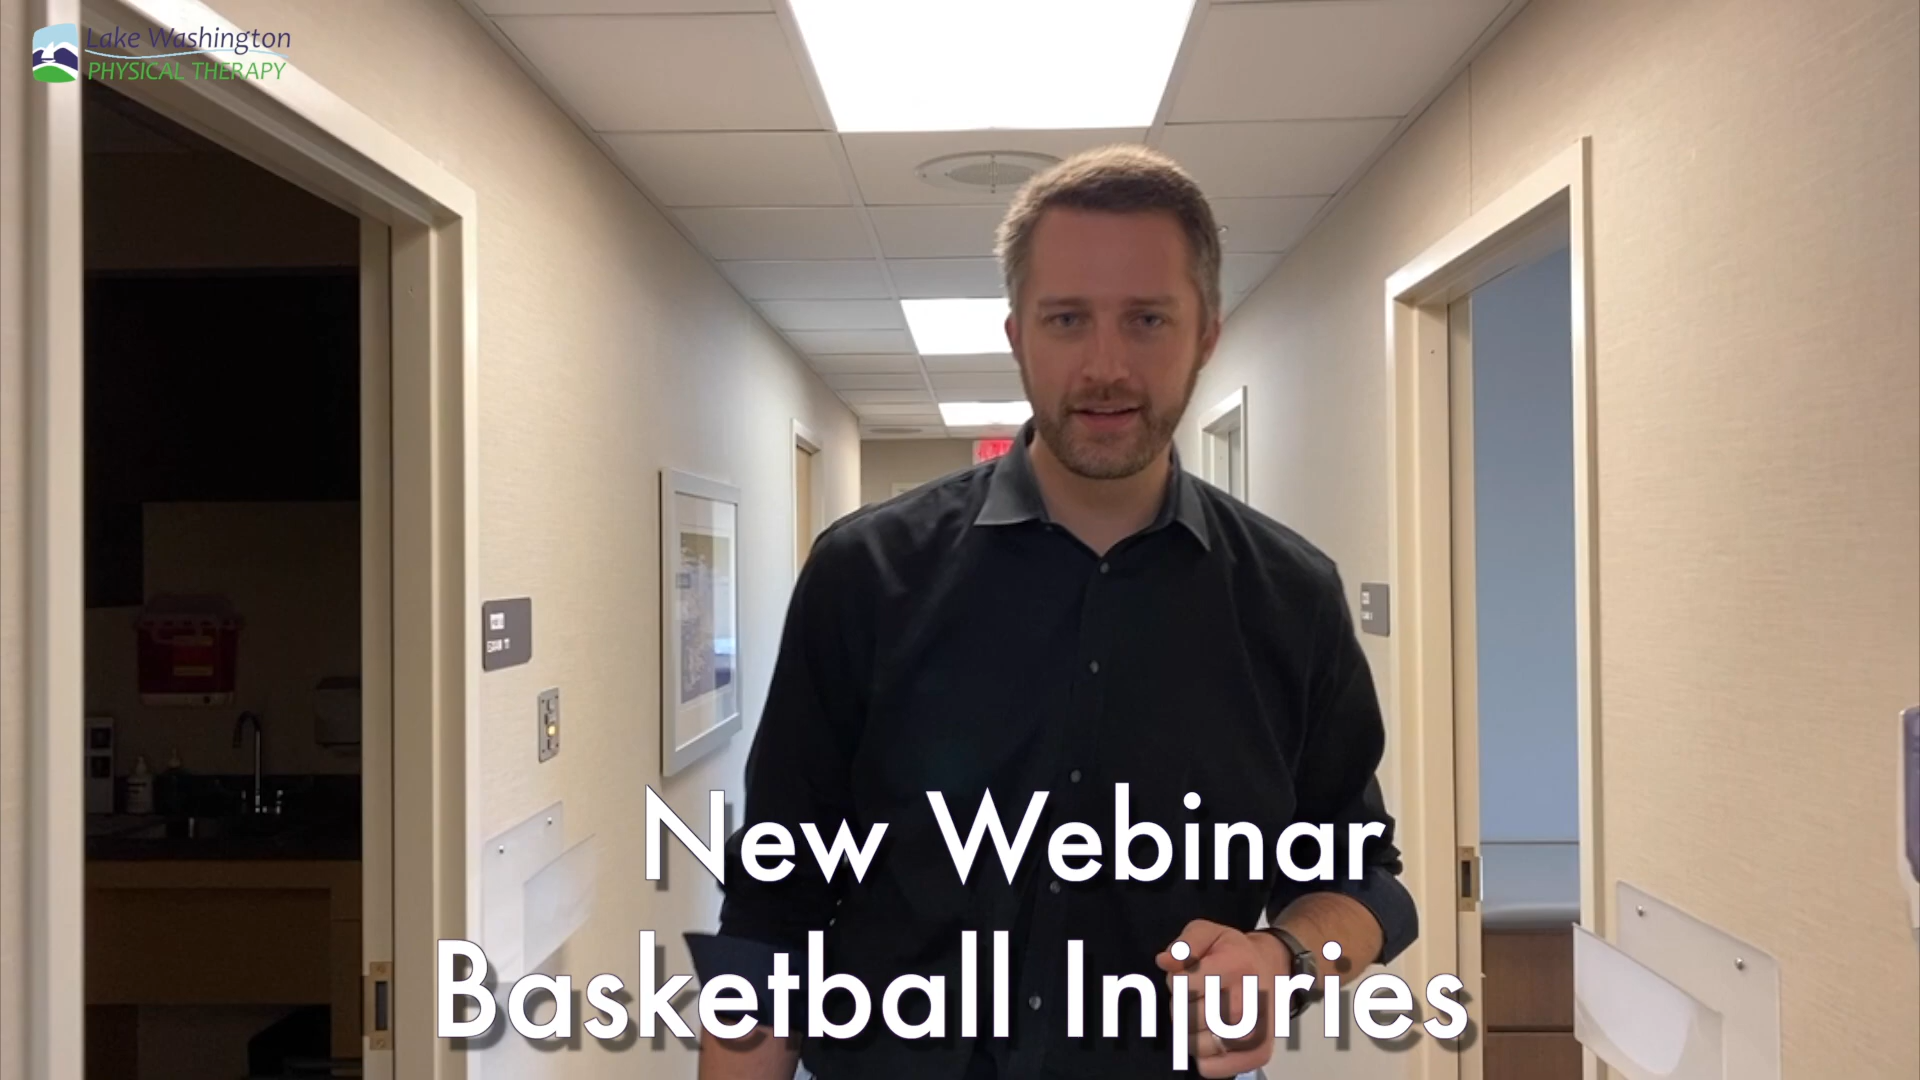 Lake Washington
PHYSICAL THERAPY
New Webinar
Basketball Injuries